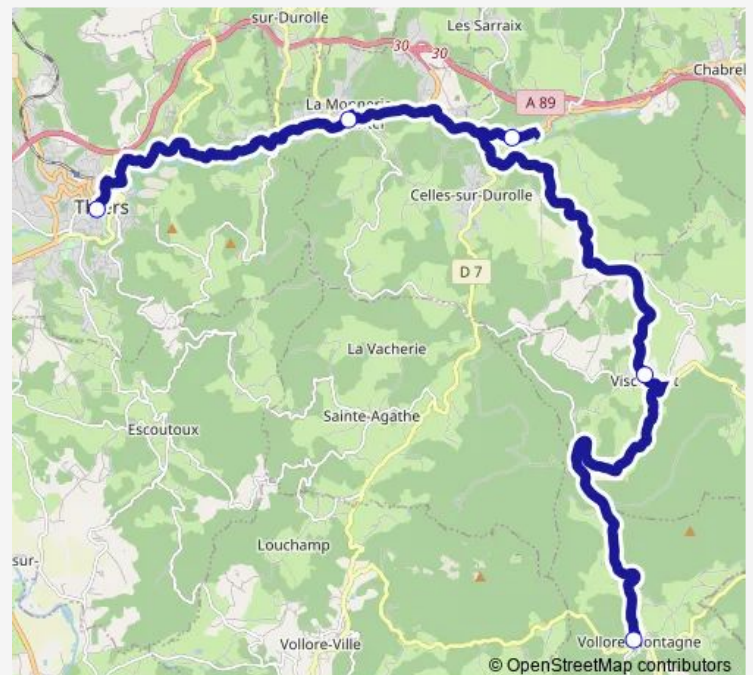 sur-Durolle
Les Sarraix
30
30
Chabrel
A 89
La Monnerie
Celles-sur-Durolle
D 7
La Vacherie
Sainte-Agathe
Escoutoux
Louchamp
sur-
Vollore-Ville
© OpenStreetMap contributors